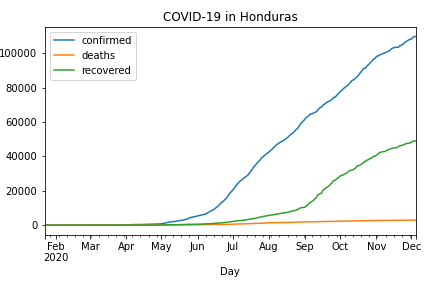 COVID-19 in Honduras
confirmed
deaths
recovered
100000
80000
60000
40000
20000
0
Feb Mar Apr May Jun Jul Aug Sep Oct Nov Dec
2020
Day